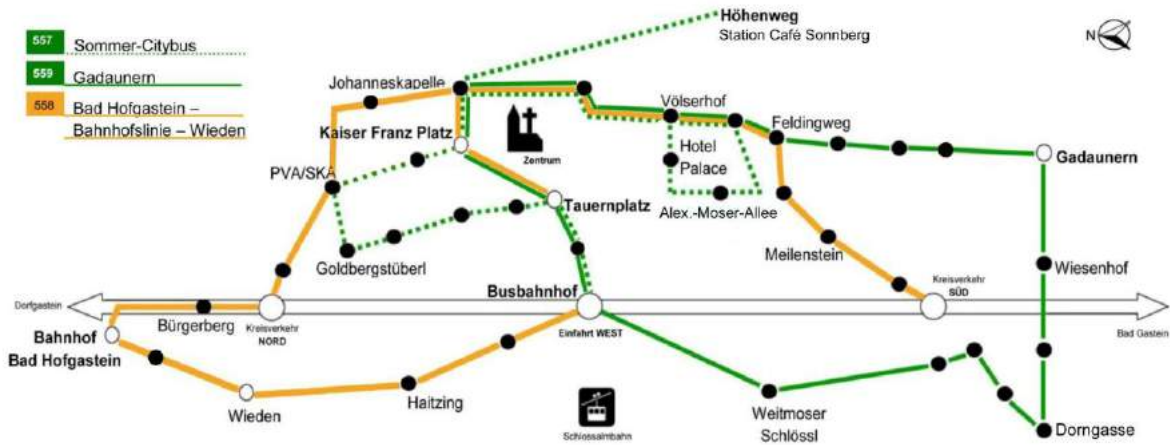 557 Sommer-Citybus
559 Gadaunern
558 Bad Hofgastein –
Bahnhofslinie – Wieden
Höhenweg
Station Café Sonnberg
N
Johanneskapelle
Völserhof
Kaiser Franz Platz
Feldingweg
Zentrum
Hotel
Palace
Gadaunern
PVA/SKA
Tauernplatz
Alex.-Moser-Allee
Goldbergstüberl
Meilenstein
Wiesenhof
Busbahnhof
Kreisverkehr
SÜD
Dorfgastein
Bürgerberg
Kreisverkehr
NORD
Einfahrt WEST
Bad Gastein
Bahnhof
Bad Hofgastein
Wieden
Haitzing
Schlossalmbahn
Weitmoser
Schlössl
Dorngasse